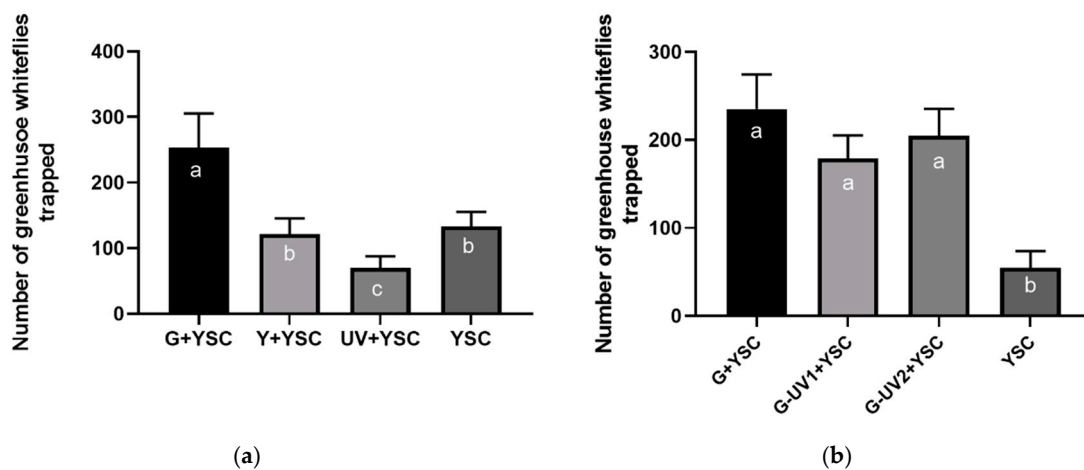 Number of greenhusoe whiteflies
trapped
400
300
200
100
0
a
b
c
b
G+YSC
Y+YSC
UV+YSC
YSC
(a)
Number of greenhouse whiteflies
trapped
300
200
100
0
a
a
a
b
G+YSC
G-UV1+YSC
G-UV2+YSC
YSC
(b)